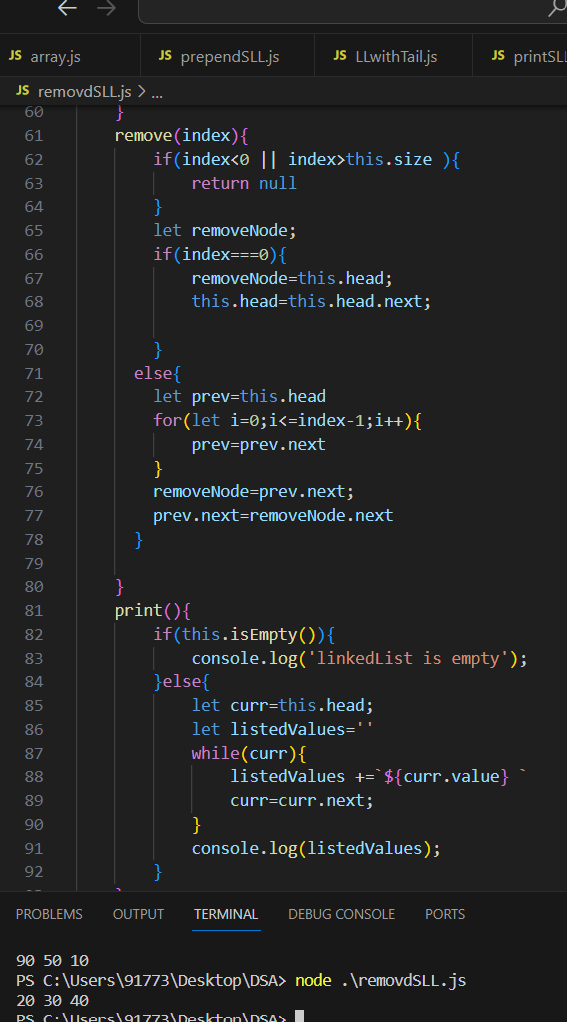 JS array.js JS prependSLL.js JS LLwithTail.js JS printSLL
JS removdSLL.js > ...
60 }
61 remove(index){
62 if(index<0 || index>this.size ){
63 return null
64 }
65 let removeNode;
66 if(index===0){
67 removeNode=this.head;
68 this.head=this.head.next;
69
70 }
71 else{
72 let prev=this.head
73 for(let i=0;i<=index-1;i++){
74 prev=prev.next
75 }
76 removeNode=prev.next;
77 prev.next=removeNode.next
78 }
79
80 }
81 print(){
82 if(this.isEmpty()){
83 console.log('linkedList is empty');
84 }else{
85 let curr=this.head;
86 let listedValues=''
87 while(curr){
88 listedValues +=`${curr.value} `
89 curr=curr.next;
90 }
91 console.log(listedValues);
92 }
PROBLEMS OUTPUT TERMINAL DEBUG CONSOLE PORTS
90 50 10
PS C:\Users\91773\Desktop\DSA> node .\removdSLL.js
20 30 40
PS C:\Users\91773\Desktop\DSA>